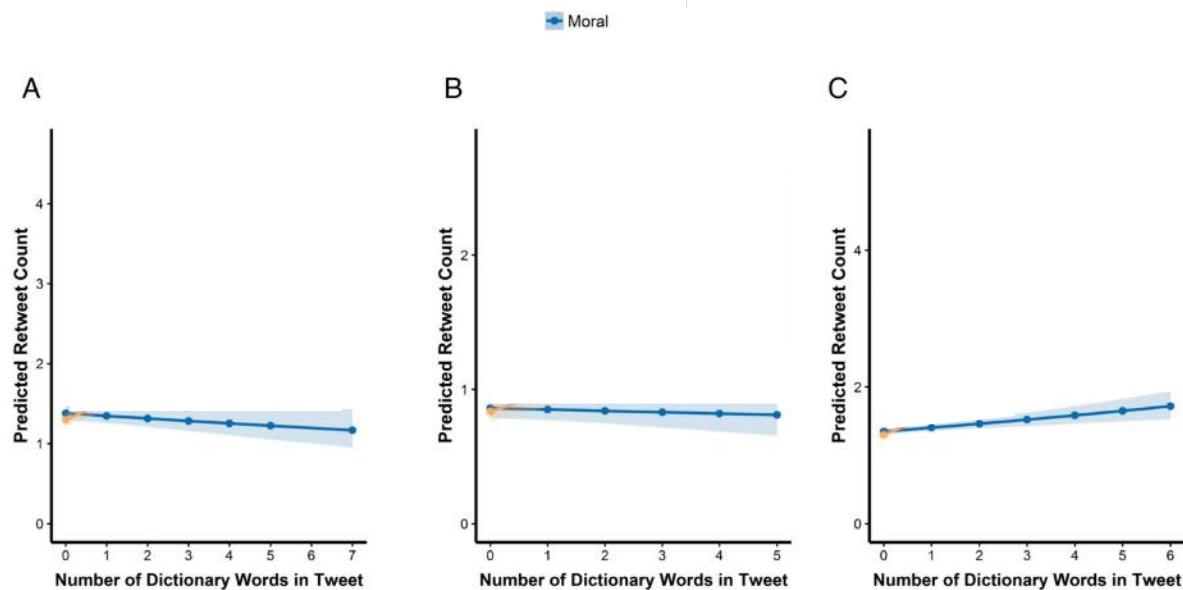 Moral
A
B
C
Predicted Retweet Count
4
3
2
1
0
0 1 2 3 4 5 6 7
Number of Dictionary Words in Tweet
Predicted Retweet Count
2
1
0
0 1 2 3 4 5
Number of Dictionary Words in Tweet
Predicted Retweet Count
4
2
0
0 1 2 3 4 5 6
Number of Dictionary Words in Tweet